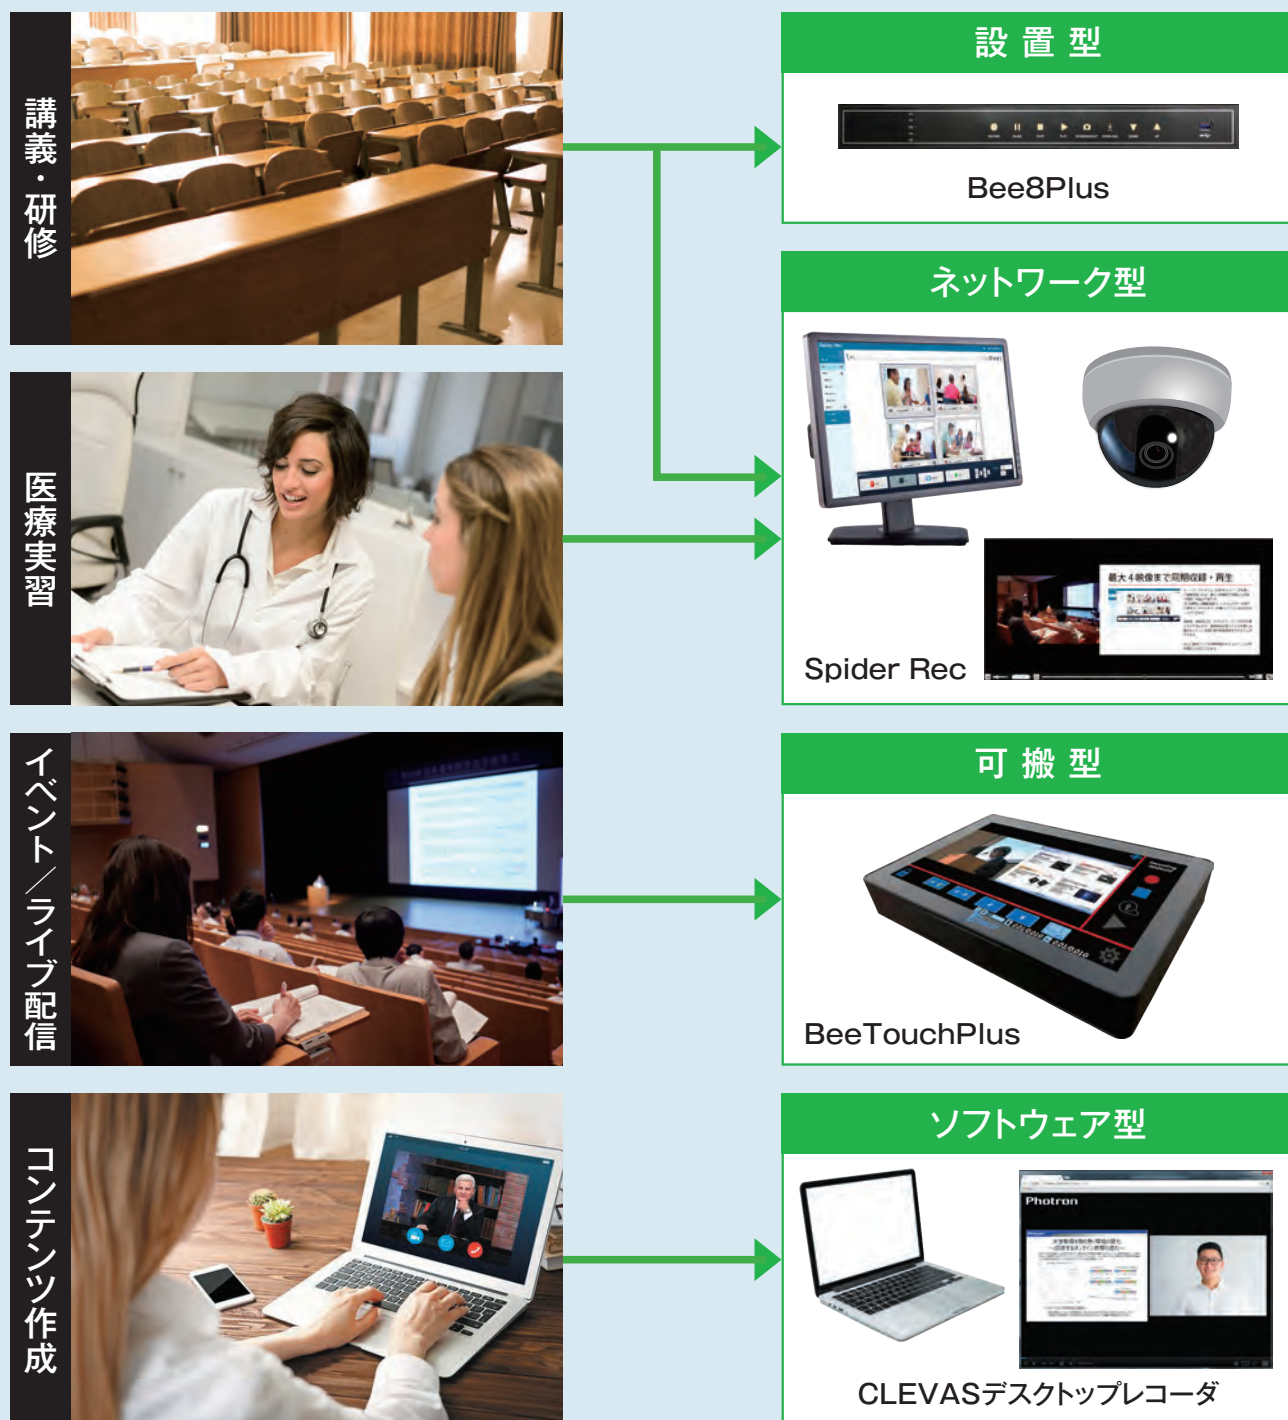 講義・研修
設置型
Bee8Plus
ネットワーク型
医療実習
最大4映像まで同期収録・再生
Spider Rec
イベント／ライブ配信
可搬型
BeeTouchPlus
コンテンツ作成
ソフトウェア型
Photron
CLEVASデスクトップレコーダ